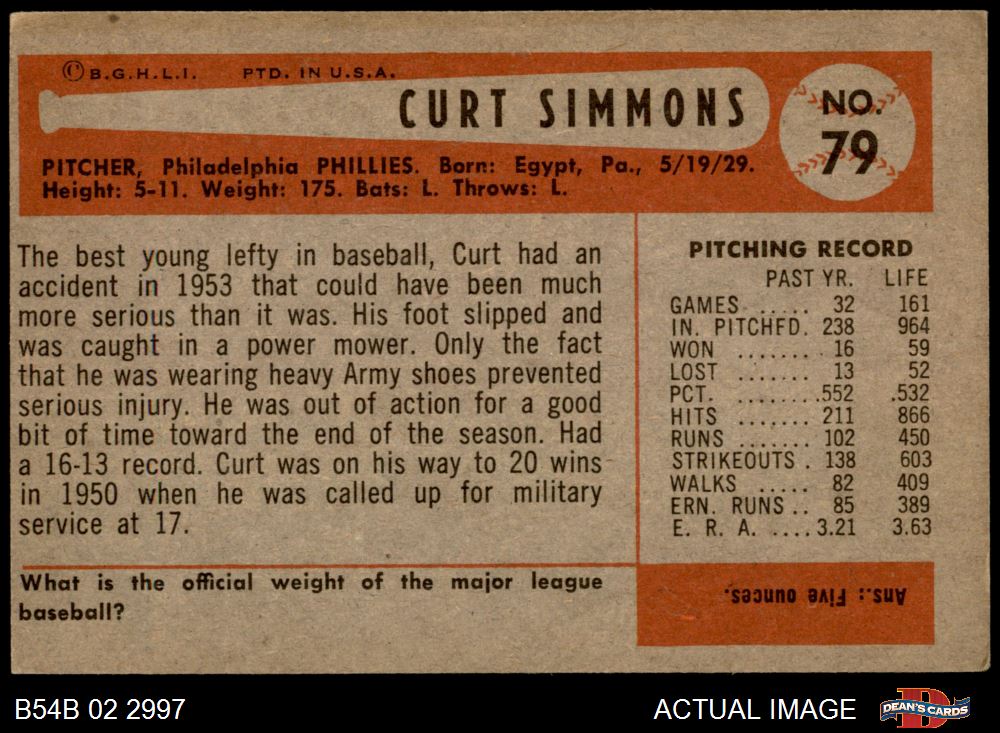 ©B.G.H.L.I. PTD. IN U.S.A.
CURT SIMMONS
NO.
79
PITCHER, Philadelphia PHILLIES. Born: Egypt, Pa., 5/19/29.
Height: 5-11. Weight: 175. Bats: L. Throws: L.
The best young lefty in baseball, Curt had an
accident in 1953 that could have been much
more serious than it was. His foot slipped and
was caught in a power mower. Only the fact
that he was wearing heavy Army shoes prevented
serious injury. He was out of action for a good
bit of time toward the end of the season. Had
a 16-13 record. Curt was on his way to 20 wins
in 1950 when he was called up for military
service at 17.
What is the official weight of the major league
baseball?
PITCHING RECORD
PAST YR. LIFE
GAMES ..... 32 161
IN. PITCHFD. 238 964
WON ....... 16 59
LOST ....... 13 52
PCT. ........ .552 .532
HITS ....... 211 866
RUNS ....... 102 450
STRIKEOUTS . 138 603
WALKS ..... 82 409
ERN. RUNS .. 85 389
E. R. A. .... 3.21 3.63
Ans.: Five ounces.
B54B 02 2997
ACTUAL IMAGE
D
DEAN'S CARDS